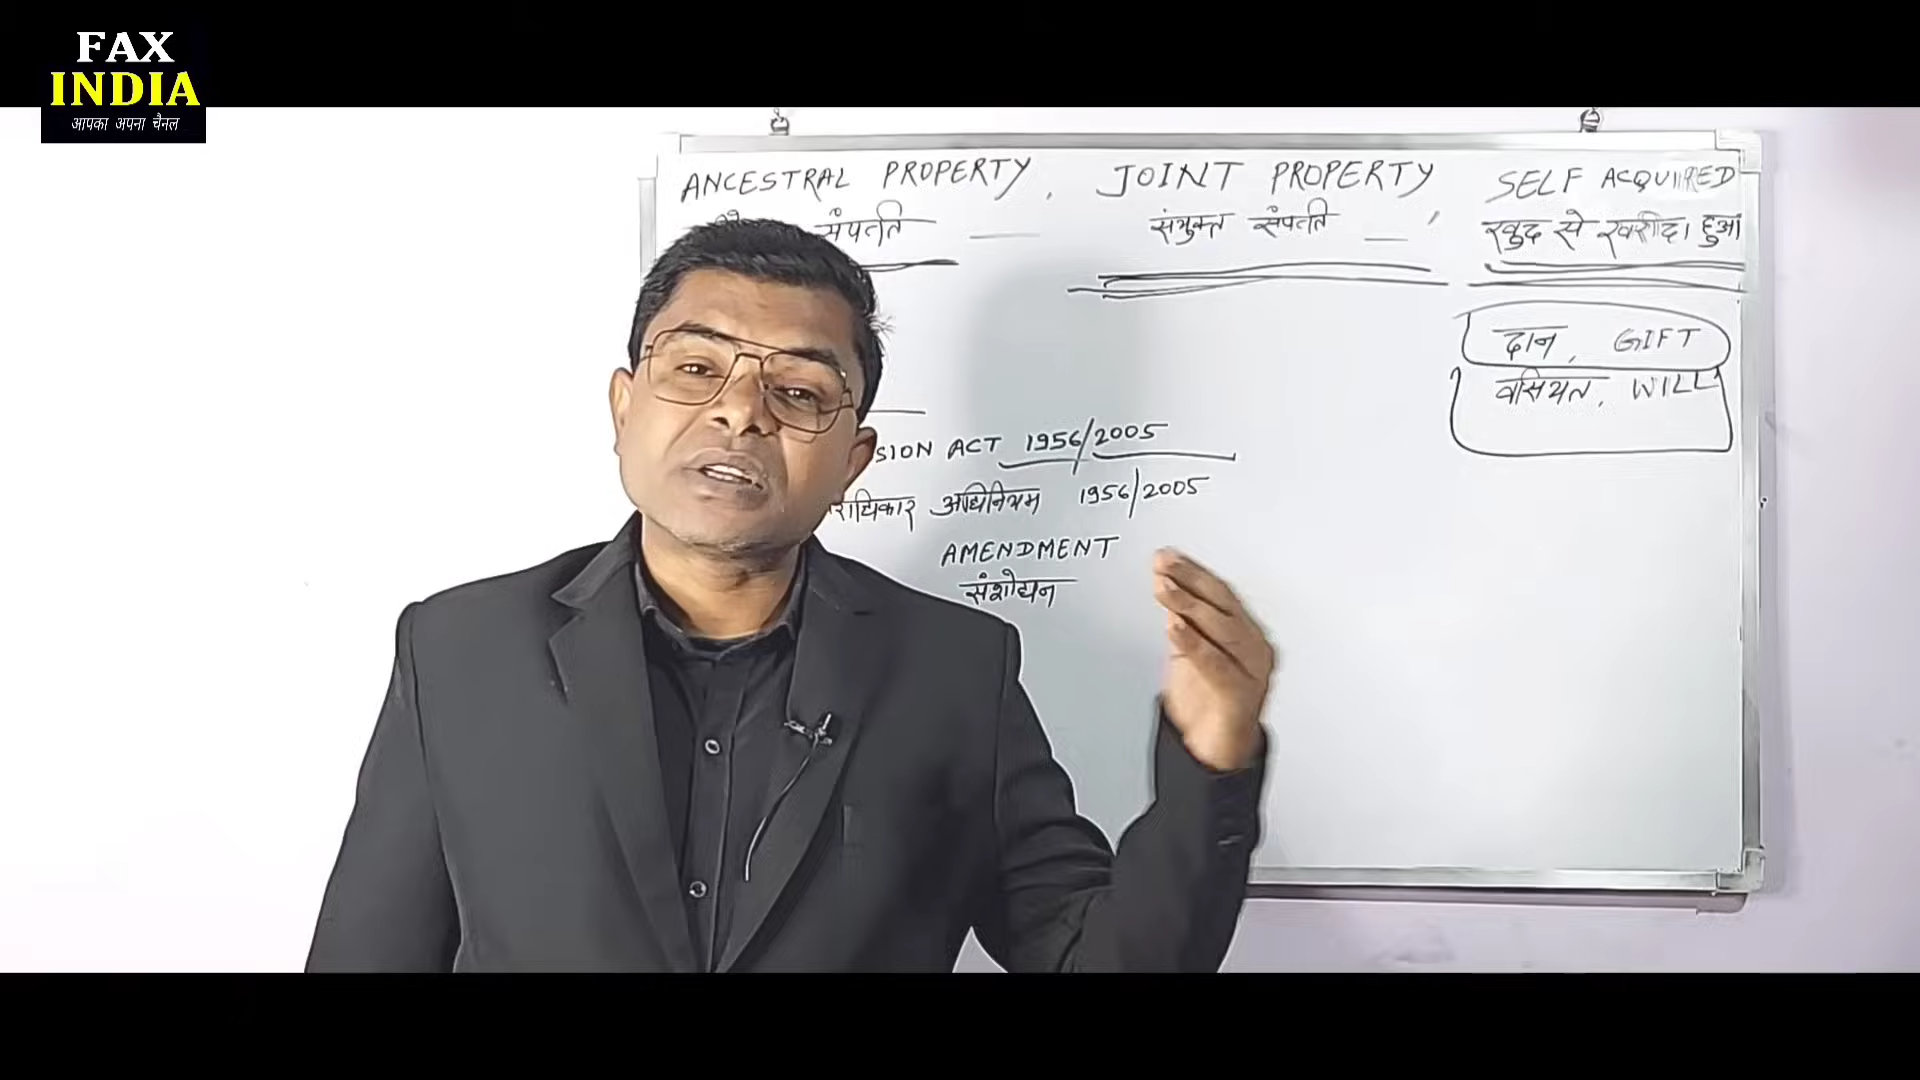 FAX
INDIA
आपका अपना चैनल
ANCESTRAL PROPERTY, JOINT PROPERTY, SELF ACQUIRED
संपत्ति संयुक्त संपत्ति खुद से खरीदा हुआ
दान, GIFT
वसियत, WILL
SION ACT 1956/2005
राधिकार अधिनियम 1956/2005
AMENDMENT
संशोधन